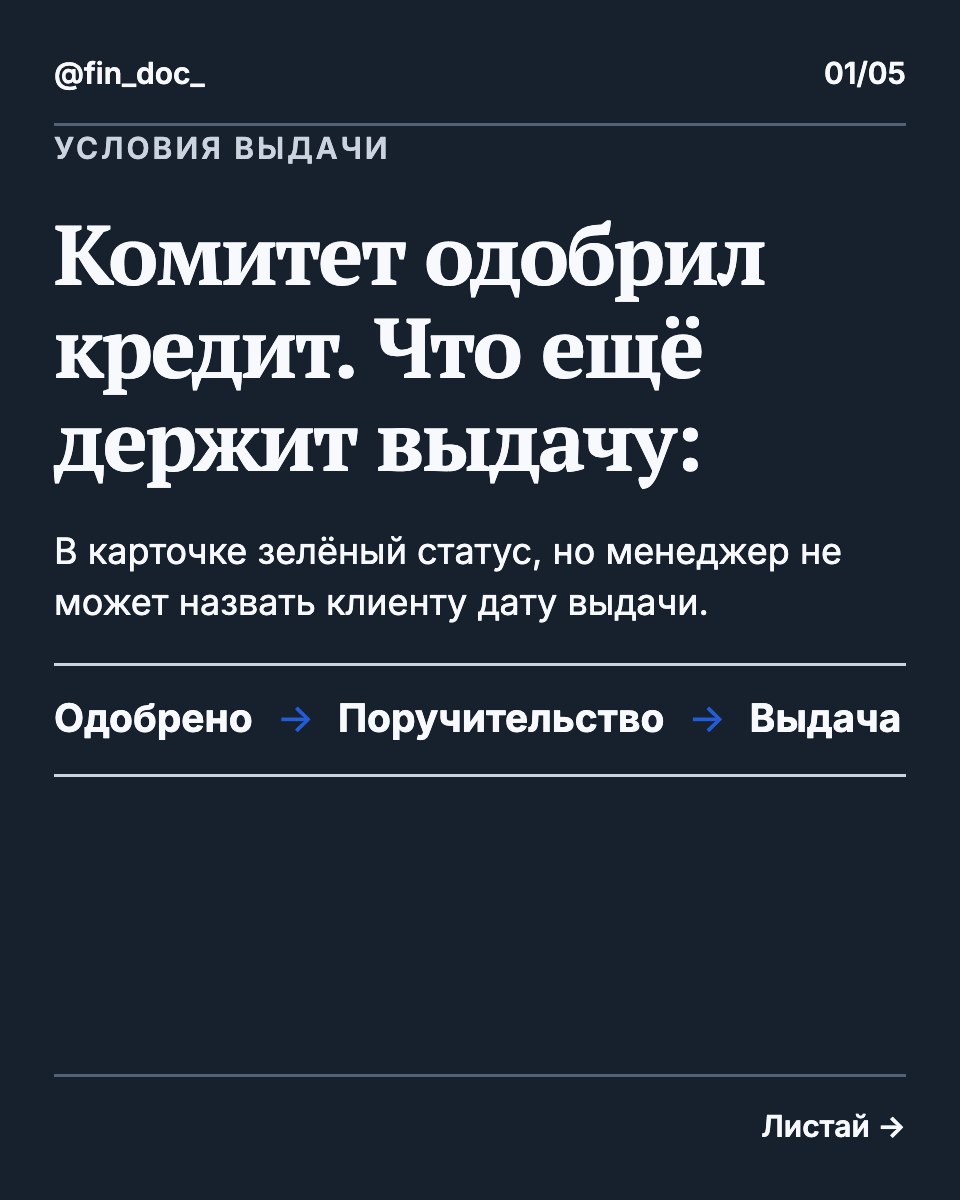 @fin_doc_ 01/05
УСЛОВИЯ ВЫДАЧИ
Комитет одобрил
кредит. Что ещё
держит выдачу:
В карточке зелёный статус, но менеджер не
может назвать клиенту дату выдачи.
Одобрено → Поручительство → Выдача
Листай →